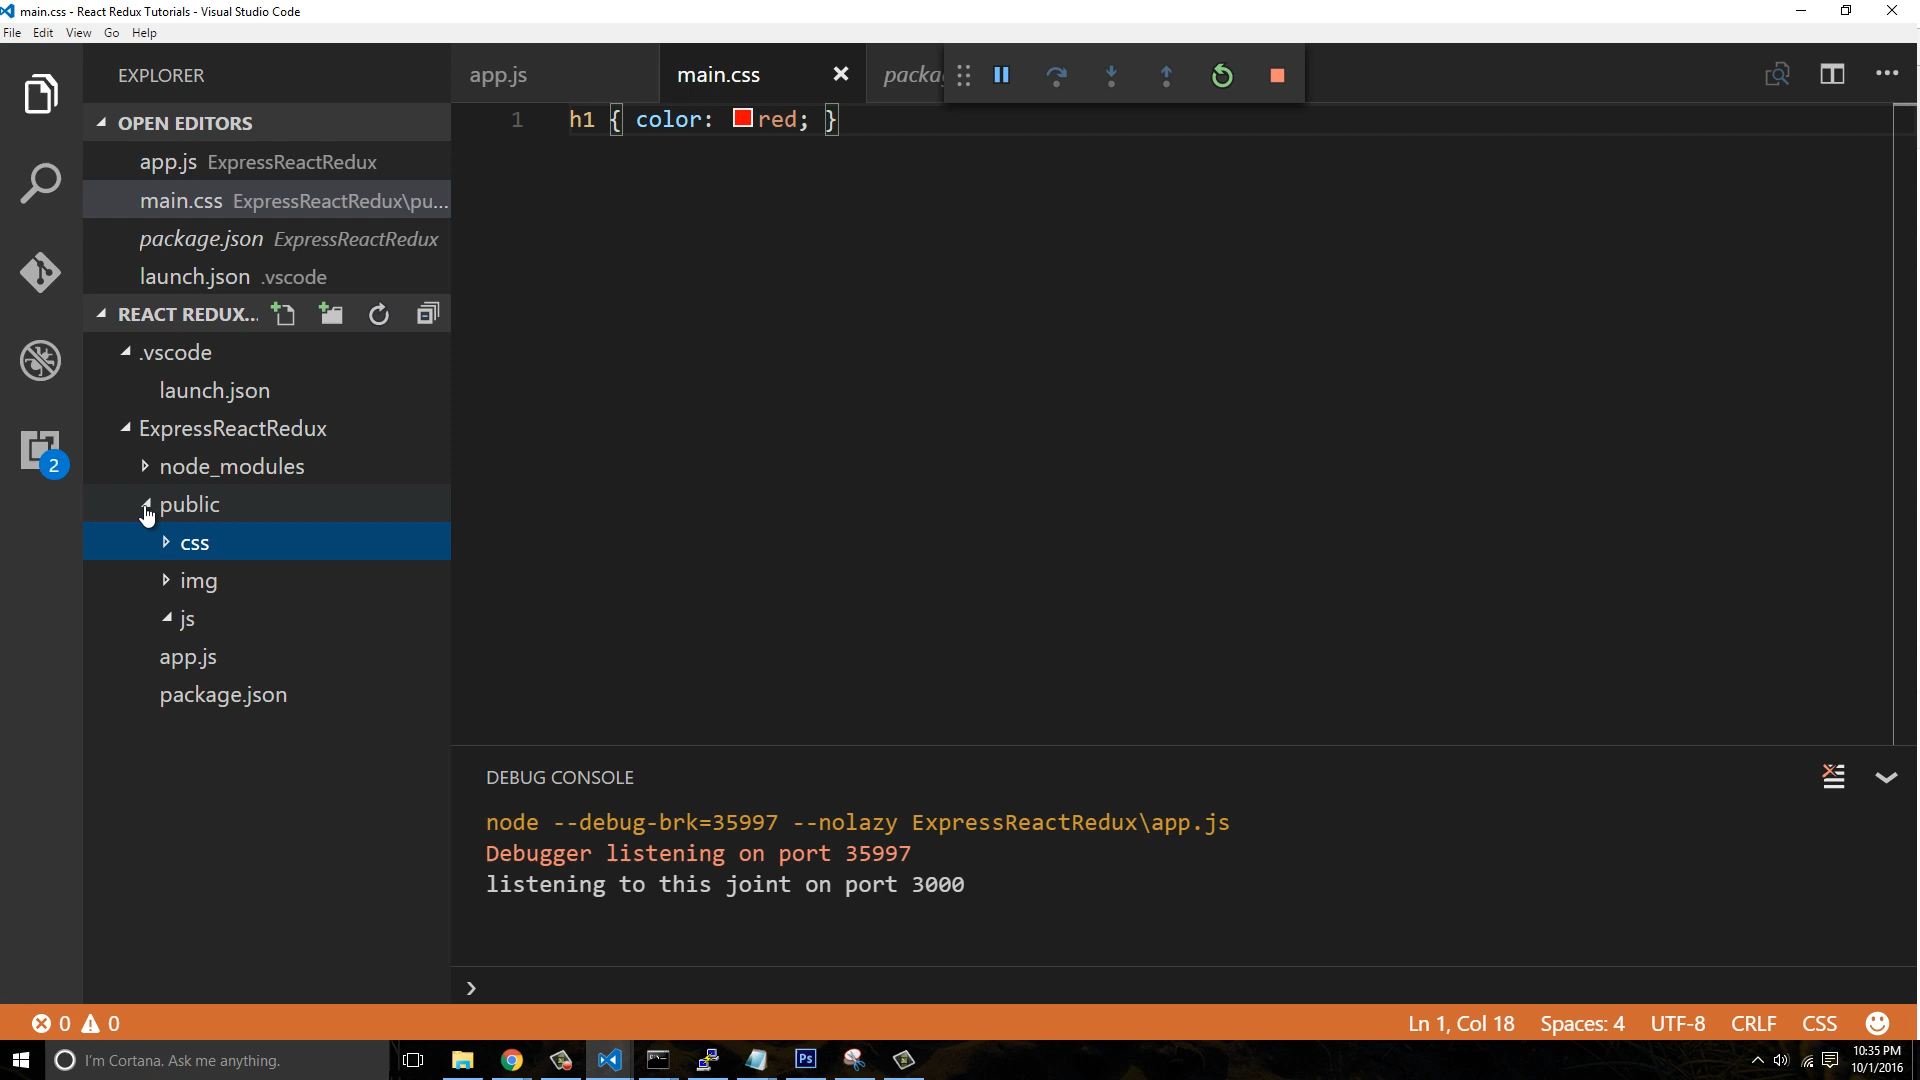 main.css - React Redux Tutorials - Visual Studio Code
File Edit View Go Help
EXPLORER
OPEN EDITORS
app.js ExpressReactRedux
main.css ExpressReactRedux\pu...
package.json ExpressReactRedux
launch.json .vscode
REACT REDUX...
.vscode
launch.json
ExpressReactRedux
node_modules
public
css
img
js
app.js
package.json
2
app.js main.css packa
1 h1 { color: red; }
DEBUG CONSOLE
node --debug-brk=35997 --nolazy ExpressReactRedux\app.js
Debugger listening on port 35997
listening to this joint on port 3000
0 0 Ln 1, Col 18 Spaces: 4 UTF-8 CRLF CSS
I'm Cortana. Ask me anything.
Ps
10:35 PM
10/1/2016